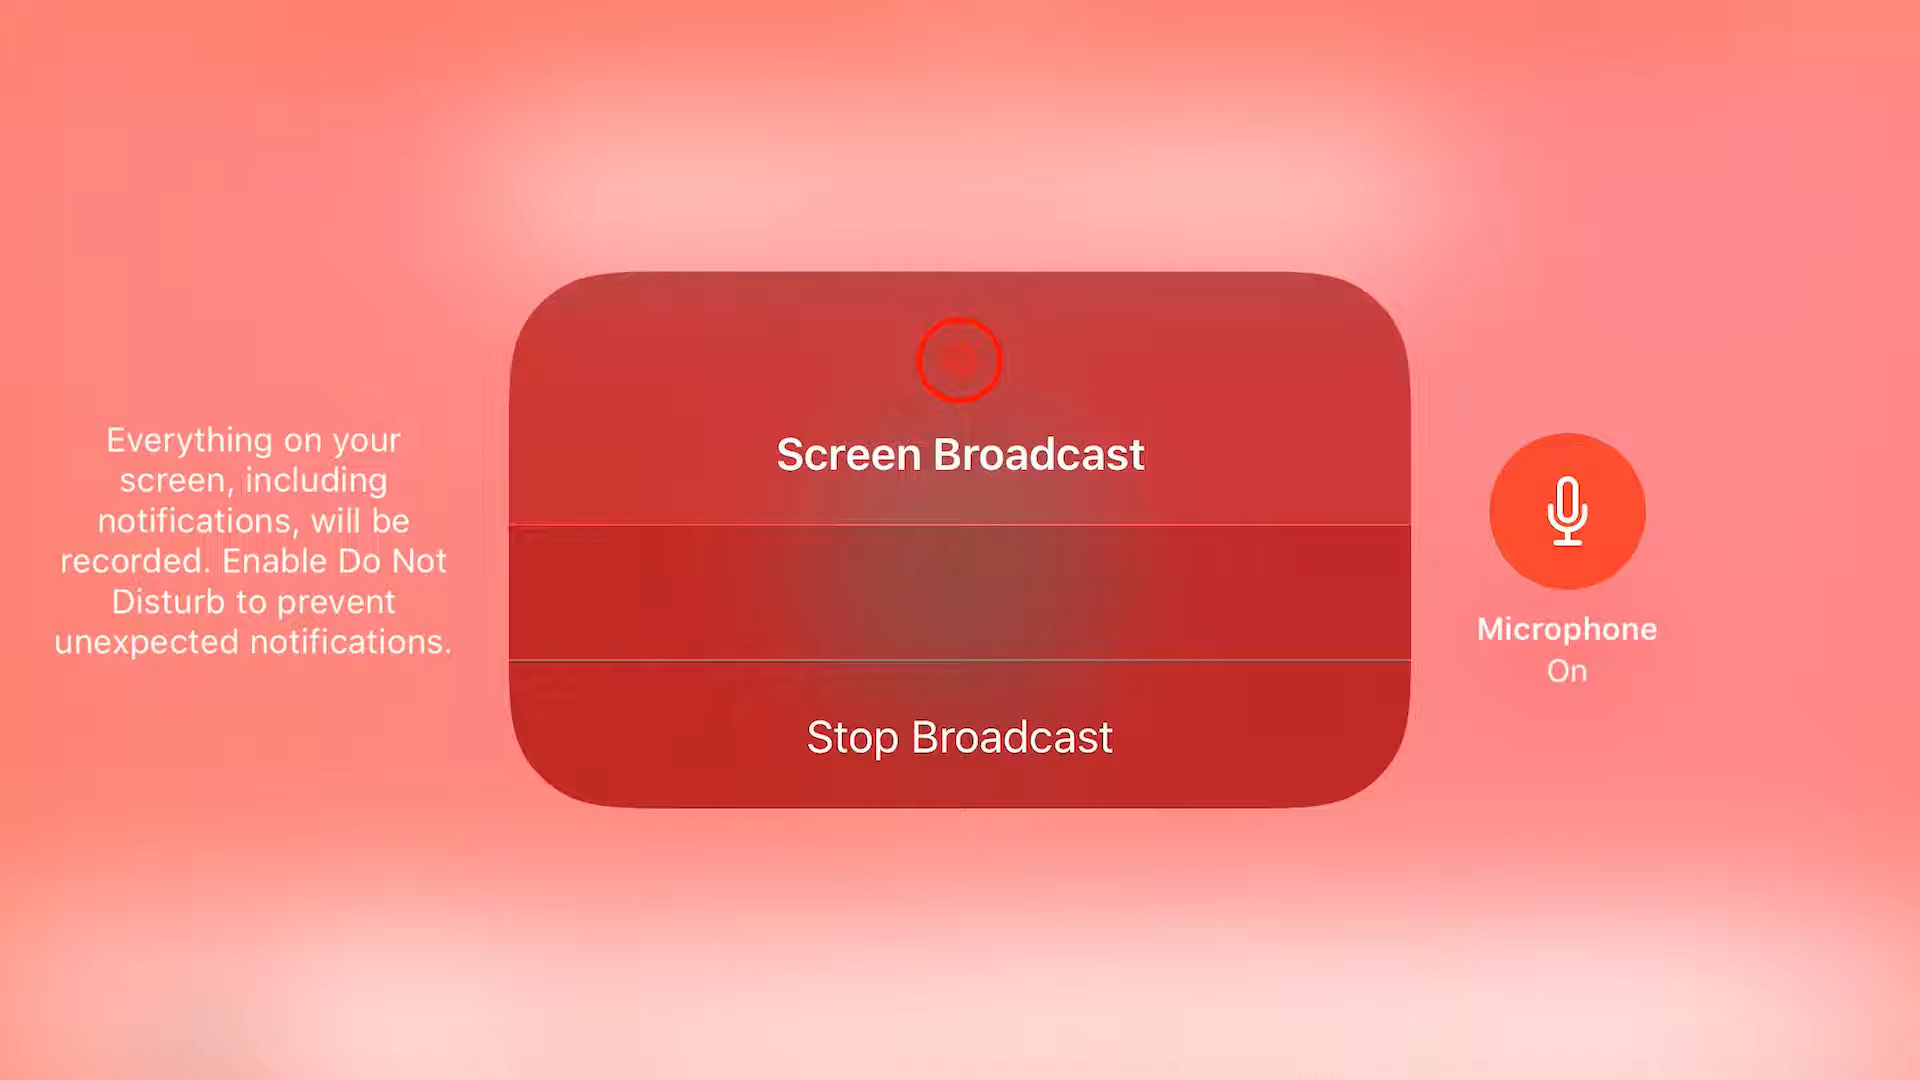 Everything on your
screen, including
notifications, will be
recorded. Enable Do Not
Disturb to prevent
unexpected notifications.
Screen Broadcast
Stop Broadcast
Microphone
On